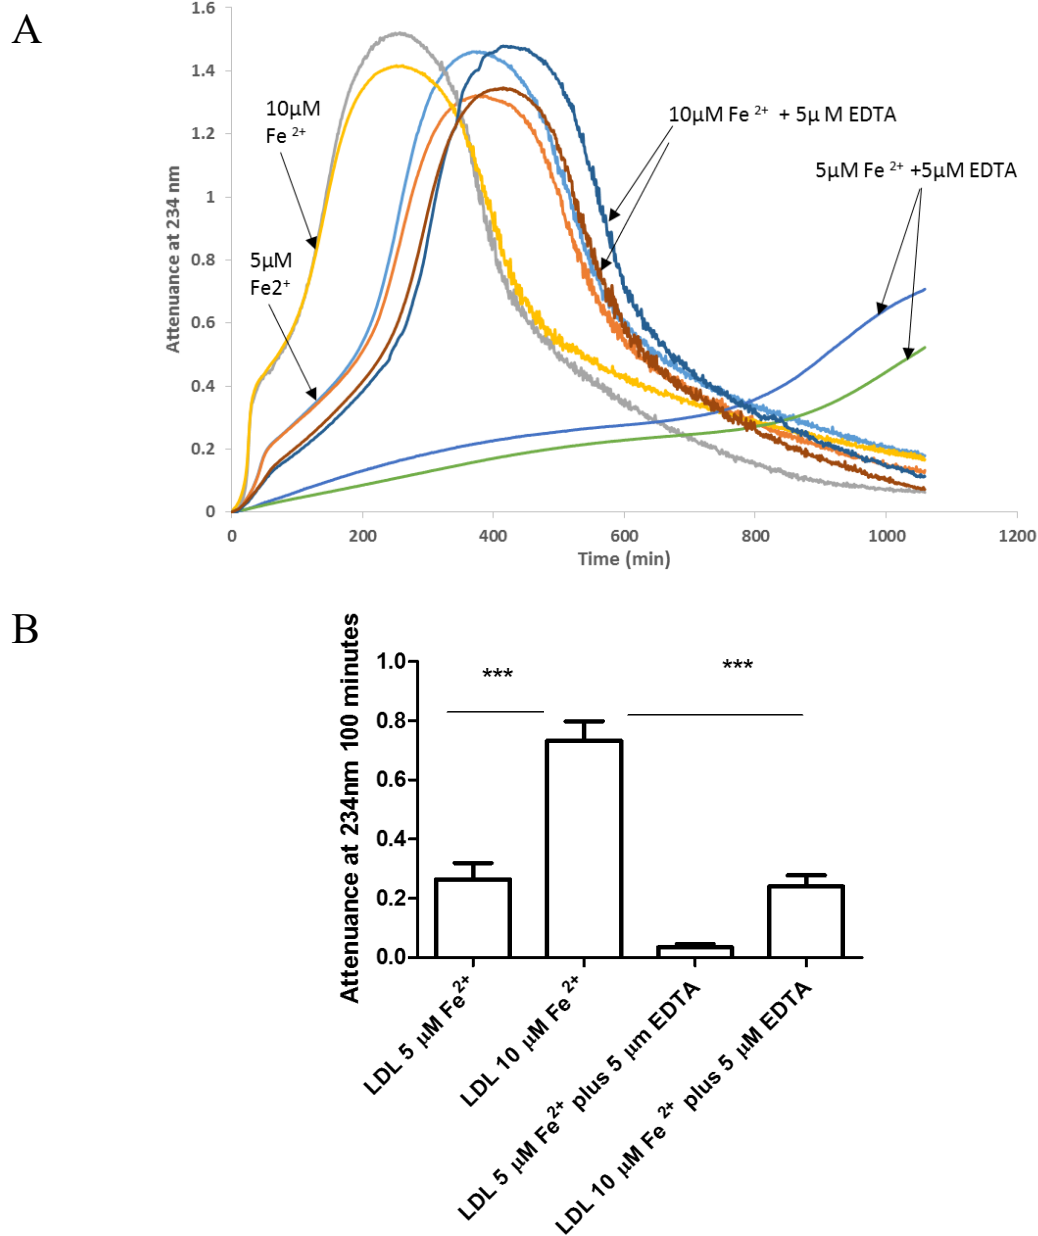 A
1.6
1.4
1.2
1
0.8
0.6
0.4
0.2
0
Attenuance at 234 nm
10μM
Fe 2+
5μM
Fe2+
10μM Fe 2+ + 5μ M EDTA
5μM Fe 2+ +5μM EDTA
0 200 400 600 800 1000 1200
Time (min)
B
Attenuance at 234nm 100 minutes
1.0
0.8
0.6
0.4
0.2
0.0
***
***
LDL 5 μM Fe2+
LDL 10 μM Fe2+
LDL 5 μM Fe2+ plus 5 μm EDTA
LDL 10 μM Fe 2+ plus 5 μM EDTA